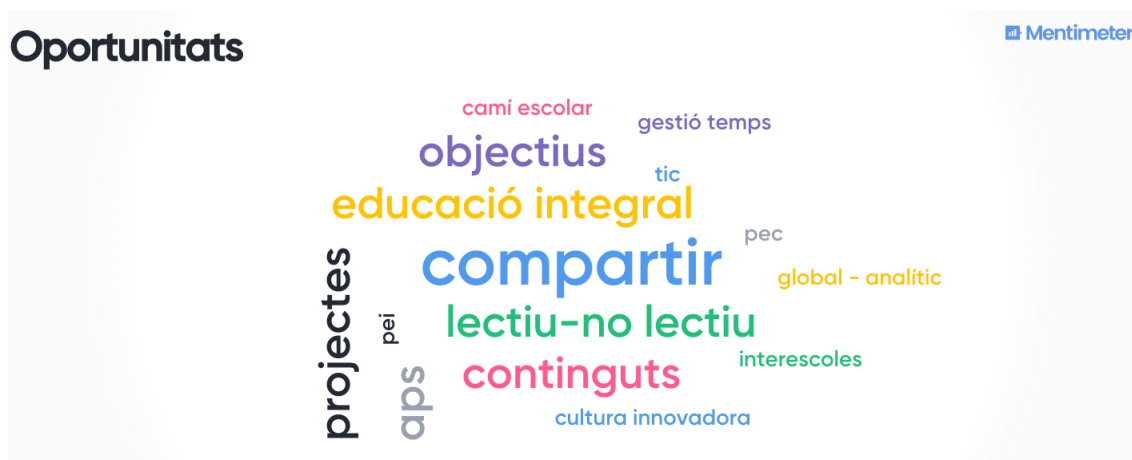 Oportunitats
Mentimeter
camí escolar
gestió temps
objectius
tic
educació integral
pec
compartir
global - analític
projectes
pei
lectiu-no lectiu
interescoles
continguts
aps
cultura innovadora